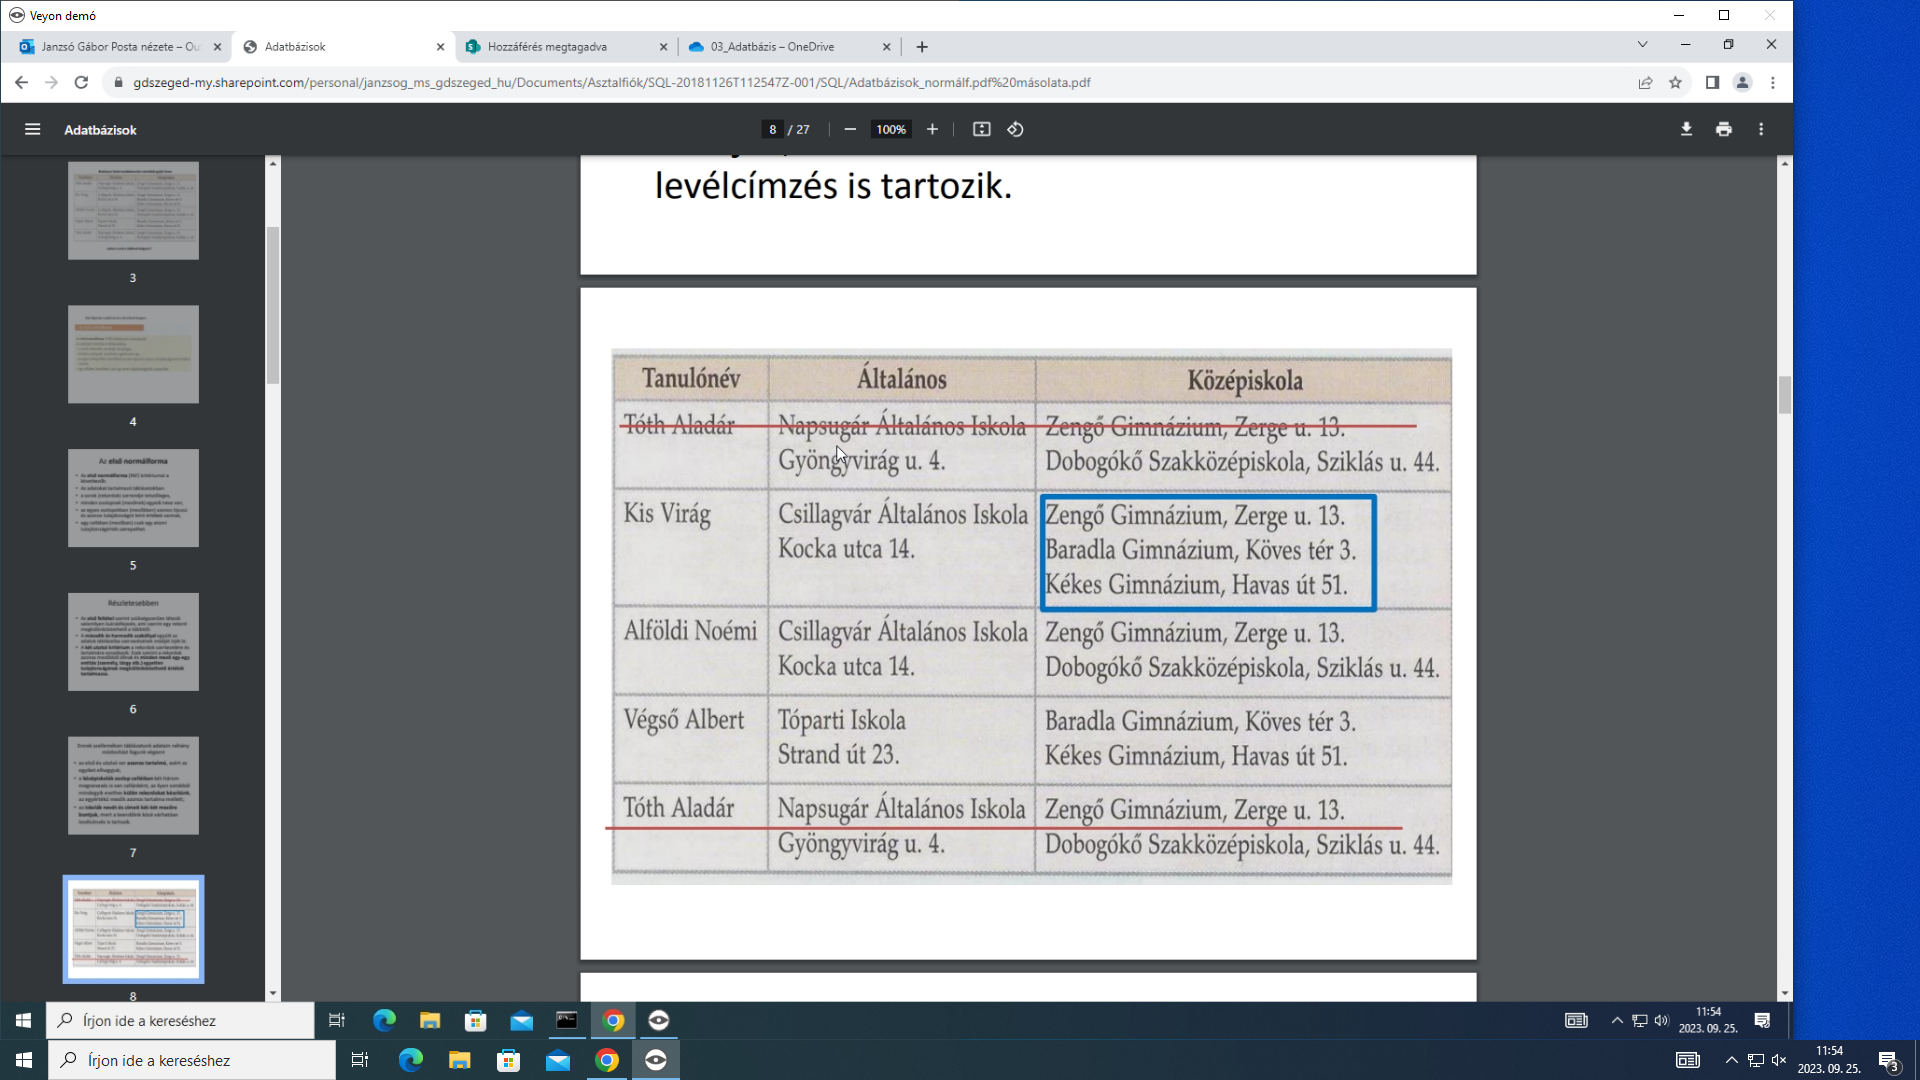 Veyon demó
Janzsó Gábor Posta nézete – Ou
Adatbázisok
Hozzáférés megtagadva
03_Adatbázis – OneDrive
gdszeged-my.sharepoint.com/personal/janzsog_ms_gdszeged_hu/Documents/Asztalfiók/SQL-20181126T112547Z-001/SQL/Adatbázisok_normálf.pdf%20másolata.pdf
Adatbázisok
8 / 27
100%
3
4
Az első normálforma
5
Részletesebben
6
7
8
levélcímzés is tartozik.
Tanulónév Általános Középiskola
Tóth Aladár Napsugár Általános Iskola Zengő Gimnázium, Zerge u. 13.
Gyöngyvirág u. 4. Dobogókő Szakközépiskola, Sziklás u. 44.
Kis Virág Csillagvár Általános Iskola Zengő Gimnázium, Zerge u. 13.
Kocka utca 14. Baradla Gimnázium, Köves tér 3.
Kékes Gimnázium, Havas út 51.
Alföldi Noémi Csillagvár Általános Iskola Zengő Gimnázium, Zerge u. 13.
Kocka utca 14. Dobogókő Szakközépiskola, Sziklás u. 44.
Végső Albert Tóparti Iskola Baradla Gimnázium, Köves tér 3.
Strand út 23. Kékes Gimnázium, Havas út 51.
Tóth Aladár Napsugár Általános Iskola Zengő Gimnázium, Zerge u. 13.
Gyöngyvirág u. 4. Dobogókő Szakközépiskola, Sziklás u. 44.
Írjon ide a kereséshez
11:54
2023. 09. 25.
Írjon ide a kereséshez
11:54
2023. 09. 25.
3